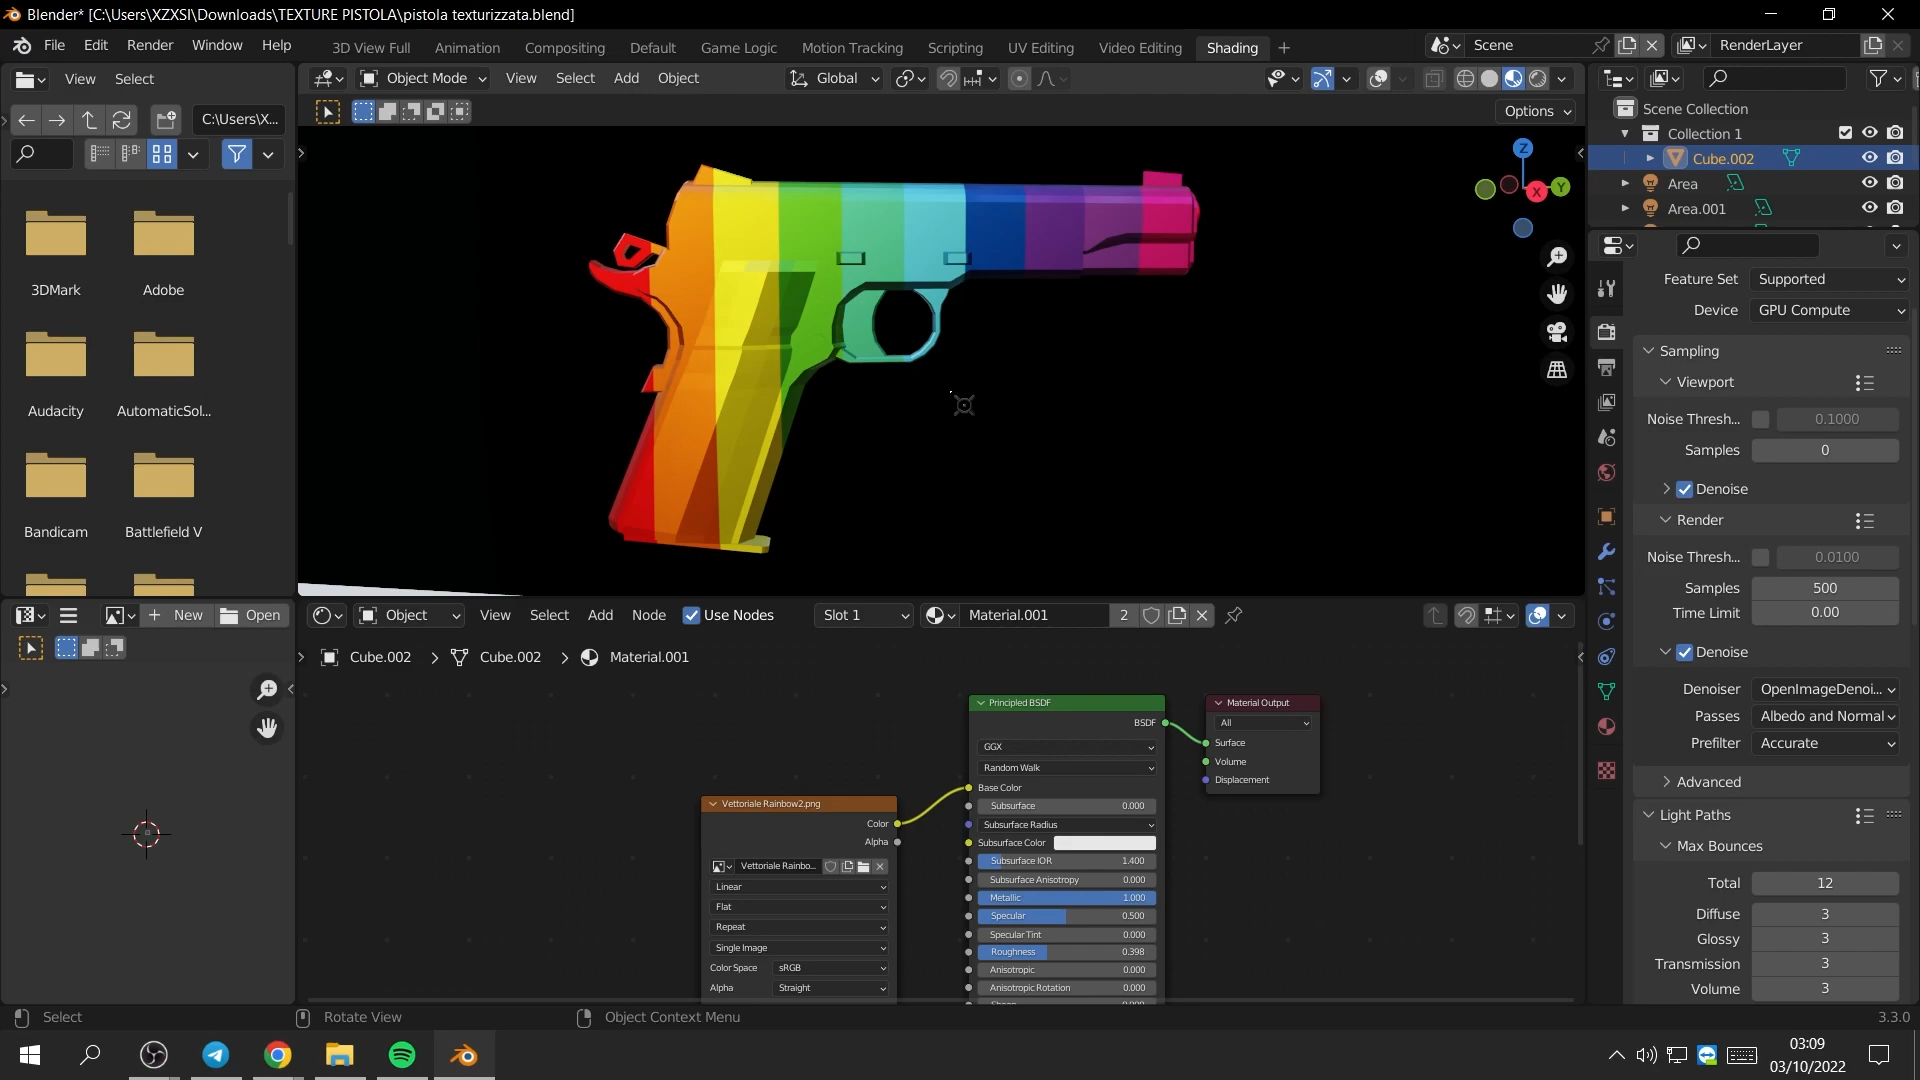 Blender* [C:\Users\XZXSI\Downloads\TEXTURE PISTOLA\pistola texturizzata.blend]
File Edit Render Window Help
3D View Full Animation Compositing Default Game Logic Motion Tracking Scripting UV Editing Video Editing Shading
Scene
RenderLayer
View Select
Object Mode View Select Add Object
Global
Options
C:\Users\X...
3DMark Adobe
Audacity AutomaticSol...
Bandicam Battlefield V
Z
X
Y
Scene Collection
Collection 1
Cube.002
Area
Area.001
Feature Set Supported
Device GPU Compute
Sampling
Viewport
Noise Thresh... 0.1000
Samples 0
Denoise
Render
Noise Thresh... 0.0100
Samples 500
Time Limit 0.00
Denoise
Denoiser OpenImageDenoi...
Passes Albedo and Normal
Prefilter Accurate
Advanced
Light Paths
Max Bounces
Total 12
Diffuse 3
Glossy 3
Transmission 3
Volume 3
New Open
Object View Select Add Node Use Nodes Slot 1 Material.001 2
Cube.002 Cube.002 Material.001
Vettoriale Rainbow2.png
Color
Alpha
Vettoriale Rainbo...
Linear
Flat
Repeat
Single Image
Color Space sRGB
Alpha Straight
Principled BSDF
BSDF
GGX
Random Walk
Base Color
Subsurface 0.000
Subsurface Radius
Subsurface Color
Subsurface IOR 1.400
Subsurface Anisotropy 0.000
Metallic 1.000
Specular 0.500
Specular Tint 0.000
Roughness 0.398
Anisotropic 0.000
Anisotropic Rotation 0.000
Material Output
All
Surface
Volume
Displacement
Select
Rotate View
Object Context Menu
3.3.0
03:09
03/10/2022